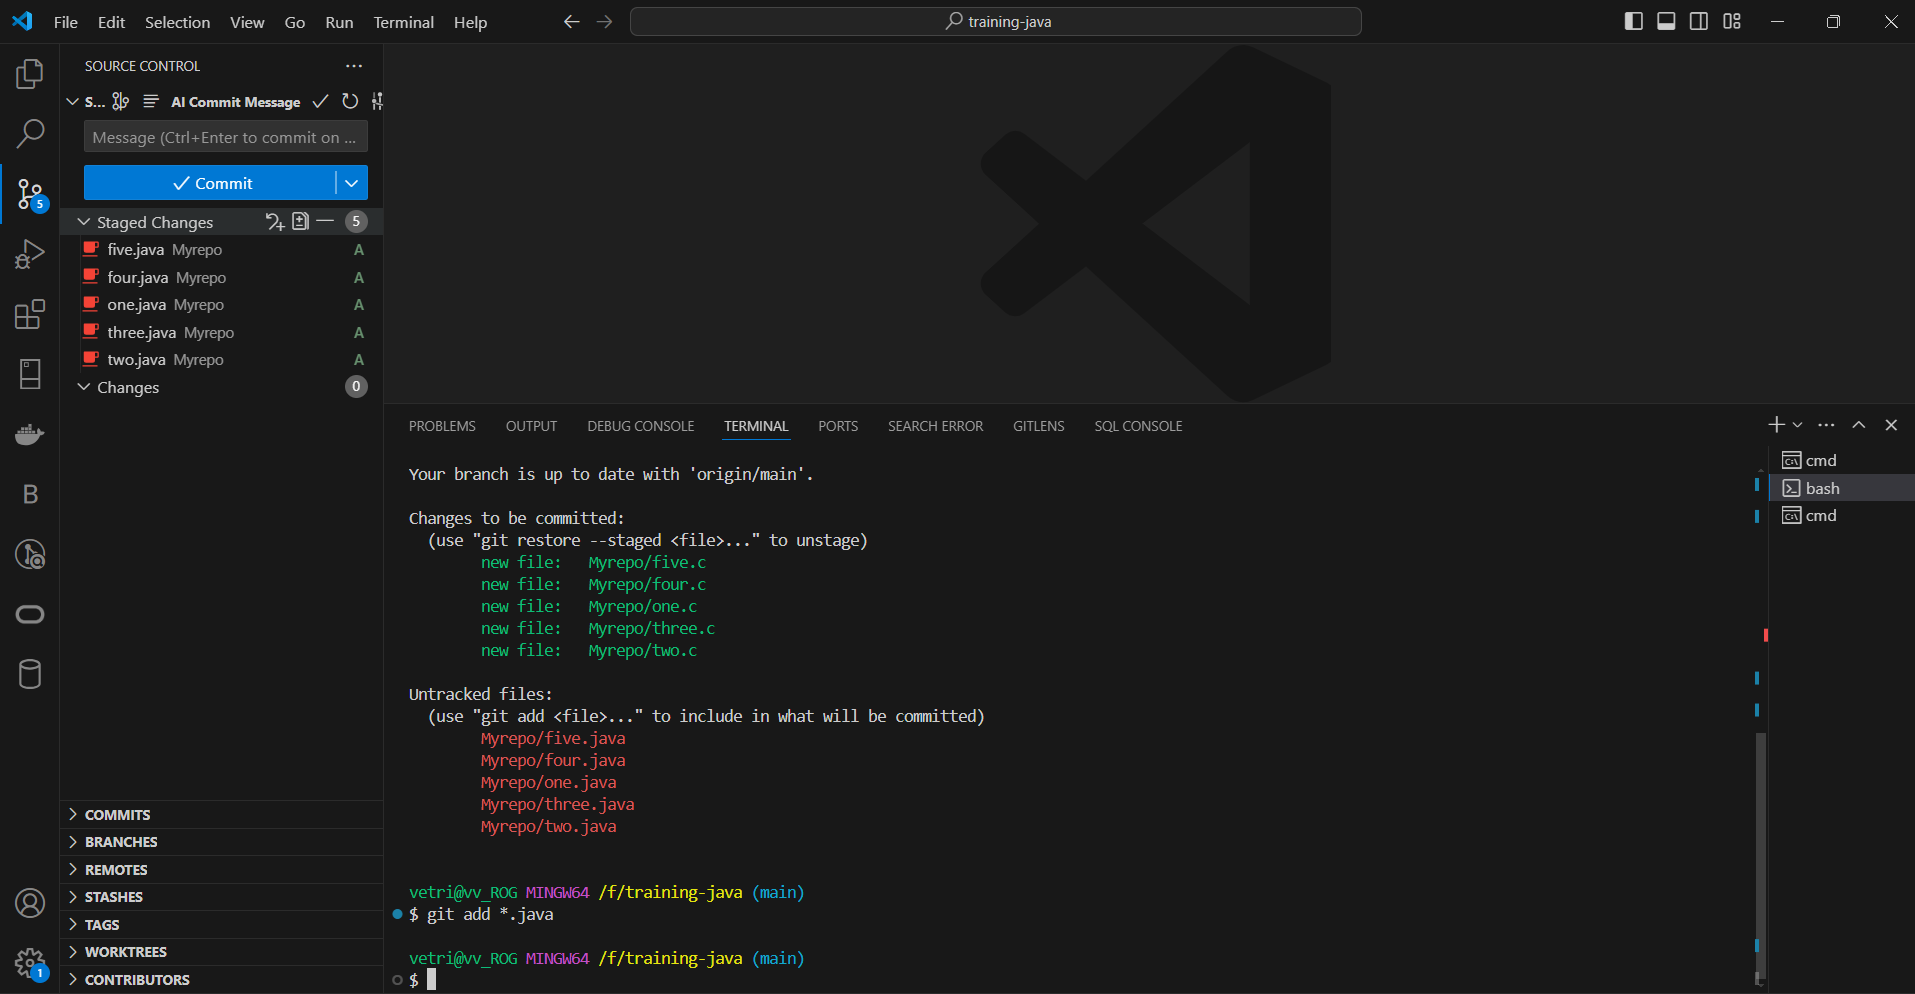 File Edit Selection View Go Run Terminal Help
training-java
SOURCE CONTROL
S... AI Commit Message
Message (Ctrl+Enter to commit on ...
Commit
5
Staged Changes 5
five.java Myrepo A
four.java Myrepo A
one.java Myrepo A
three.java Myrepo A
two.java Myrepo A
Changes 0
B
COMMITS
BRANCHES
REMOTES
STASHES
TAGS
WORKTREES
CONTRIBUTORS
1
PROBLEMS OUTPUT DEBUG CONSOLE TERMINAL PORTS SEARCH ERROR GITLENS SQL CONSOLE
Your branch is up to date with 'origin/main'.
Changes to be committed:
(use "git restore --staged <file>..." to unstage)
new file: Myrepo/five.c
new file: Myrepo/four.c
new file: Myrepo/one.c
new file: Myrepo/three.c
new file: Myrepo/two.c
Untracked files:
(use "git add <file>..." to include in what will be committed)
Myrepo/five.java
Myrepo/four.java
Myrepo/one.java
Myrepo/three.java
Myrepo/two.java
vetri@vv_ROG MINGW64 /f/training-java (main)
$ git add *.java
vetri@vv_ROG MINGW64 /f/training-java (main)
$
cmd
bash
cmd